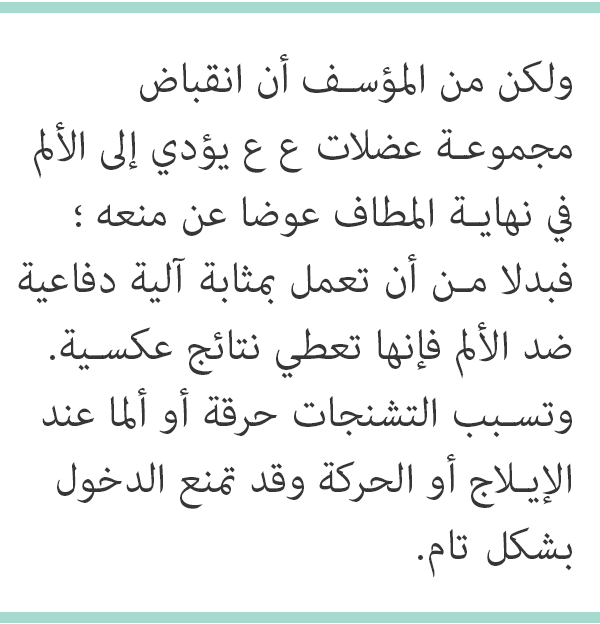 ولكن من المؤسف أن انقباض
مجموعة عضلات ع ع يؤدي إلى الألم
في نهاية المطاف عوضا عن منعه ؛
فبدلا من أن تعمل بمثابة آلية دفاعية
ضد الألم فإنها تعطي نتائج عكسية.
وتسبب التشنجات حرقة أو ألما عند
الإيلاج أو الحركة وقد تمنع الدخول
بشكل تام.